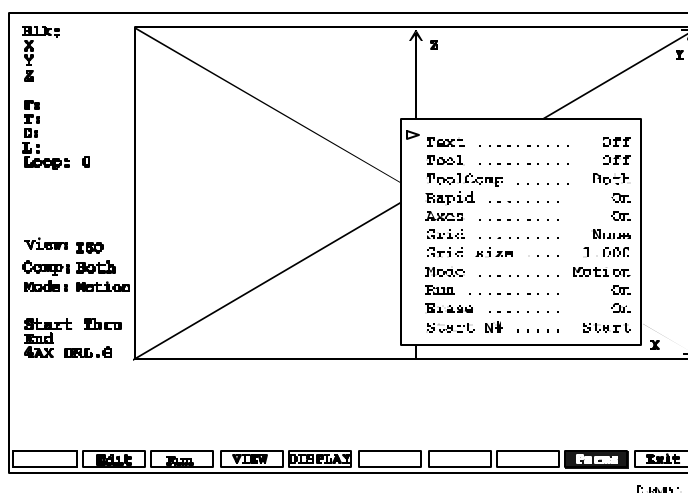 Blk:
X
Y
Z
F:
T:
D:
L:
Loop: 0
View: ISO
Comp: Both
Mode: Motion
Start Thru
End
4AX DRL.G
Z
Y
X
Text .......... Off
Tool .......... Off
ToolComp ...... Both
Rapid ........ On
Axes ......... On
Grid ......... None
Grid size .... 1.000
Mode ........ Motion
Run .......... On
Erase ........ On
Start N# ..... Start
Edit
Run
VIEW
DISPLAY
Params
Exit